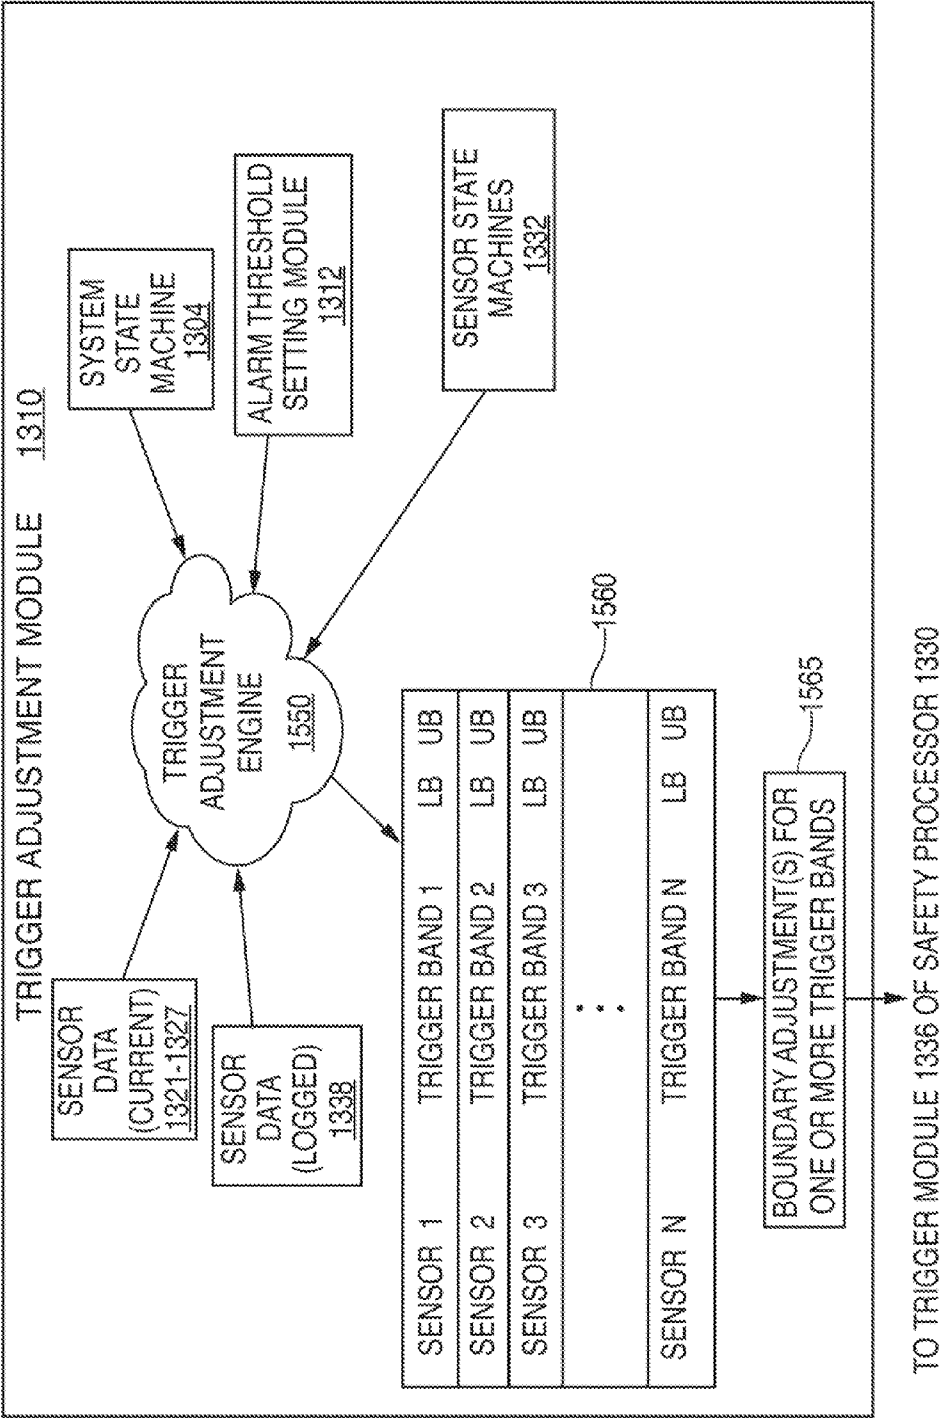 TRIGGER ADJUSTMENT MODULE 1310
SENSOR
DATA
(CURRENT)
1321-1327
SENSOR
DATA
(LOGGED)
1338
TRIGGER
ADJUSTMENT
ENGINE
1550
SYSTEM
STATE
MACHINE
1304
ALARM THRESHOLD
SETTING MODULE
1312
SENSOR STATE
MACHINES
1332
SENSOR 1 TRIGGER BAND 1 LB UB
SENSOR 2 TRIGGER BAND 2 LB UB
SENSOR 3 TRIGGER BAND 3 LB UB
SENSOR N TRIGGER BAND N LB UB
1560
BOUNDARY ADJUSTMENT(S) FOR
ONE OR MORE TRIGGER BANDS
1565
TO TRIGGER MODULE 1336 OF SAFETY PROCESSOR 1330